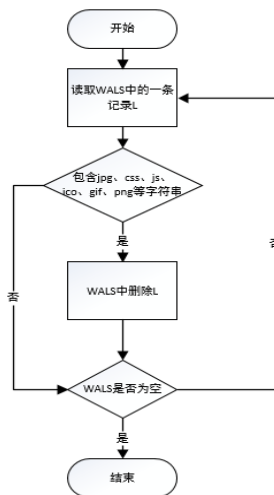 开始
读取WALS中的一条
记录L
包含jpg、css、js、
ico、gif、png等字符串
是
否
WALS中删除L
否
WALS是否为空
是
结束